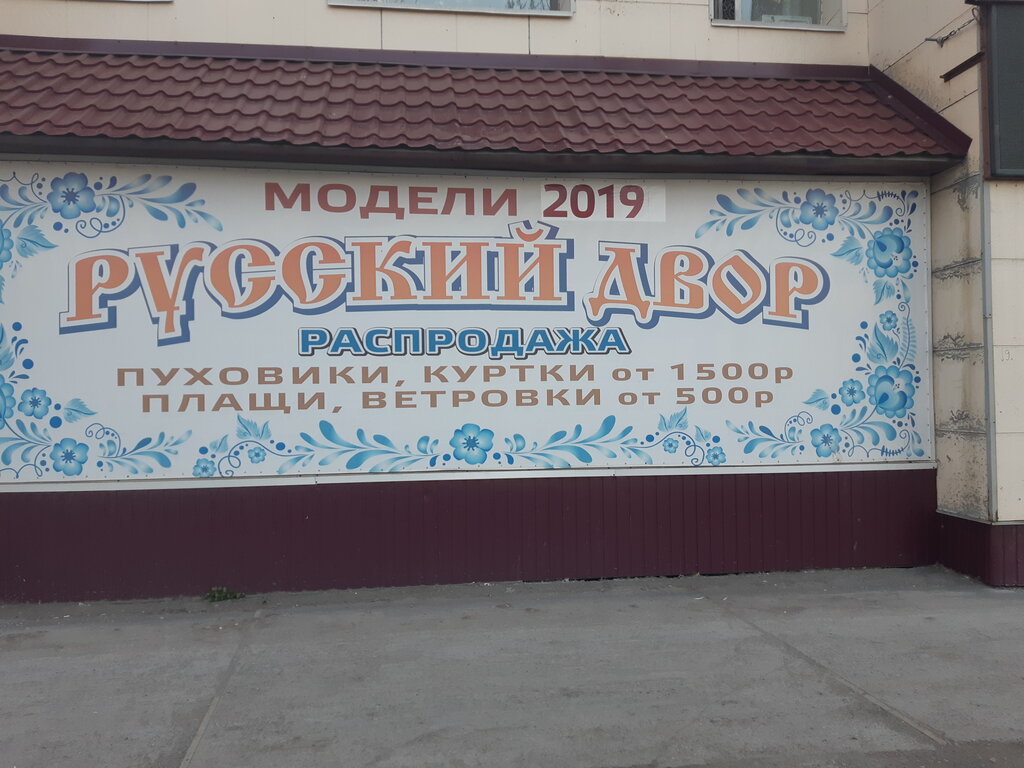 МОДЕЛИ 2019
РУССКИЙ ДВОР
РАСПРОДАЖА
ПУХОВИКИ, КУРТКИ от 1500р
ПЛАЩИ, ВЕТРОВКИ от 500р